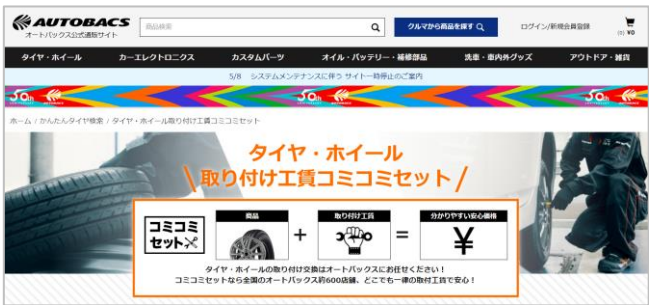 AUTOBACS
オートバックス公式通販サイト
商品検索
クルマから商品を探す
ログイン/新規会員登録
(0) ¥0
タイヤ・ホイール
カーエレクトロニクス
カスタムパーツ
オイル・バッテリー・補修部品
洗車・車内外グッズ
アウトドア・雑貨
5/8 システムメンテナンスに伴う サイト一時停止のご案内
50th
50th
50th
ホーム / かんたんタイヤ検索 / タイヤ・ホイール取り付け工賃コミコミセット
タイヤ・ホイール
取り付け工賃コミコミセット
コミコミ
セット
商品
+
取り付け工賃
=
分かりやすい安心価格
¥
タイヤ・ホイールの取り付け交換はオートバックスにお任せください!
コミコミセットなら全国のオートバックス約600店舗、どこでも一律の取付工賃で安心!